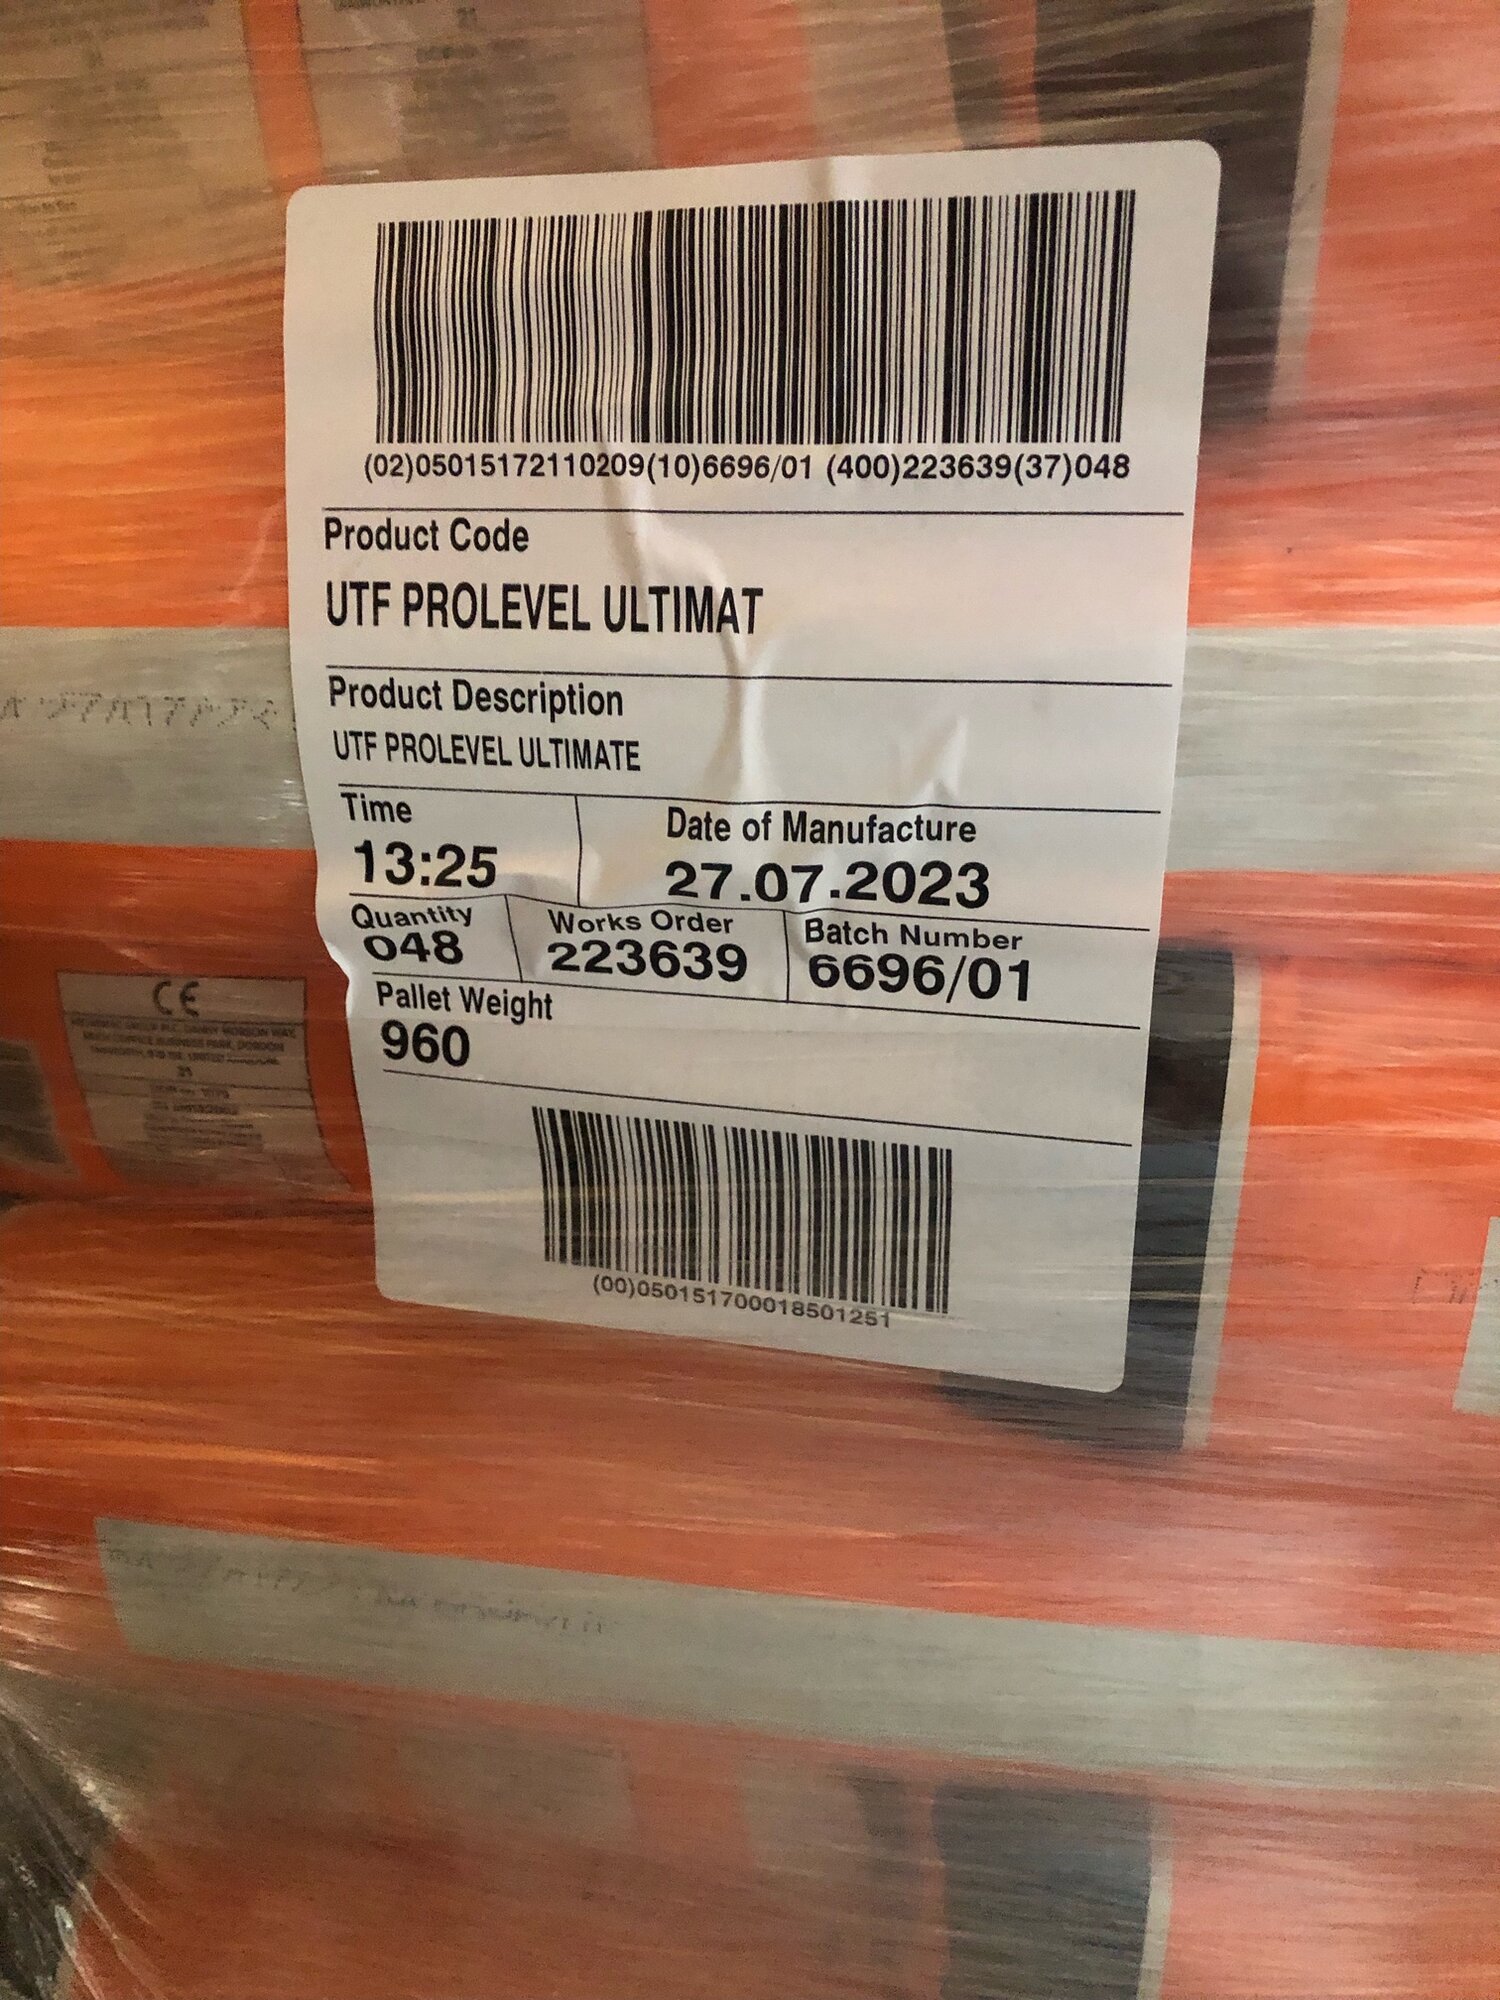 (02)05015172110209(10)6696/01 (400)223639(37)048
Product Code
UTF PROLEVEL ULTIMAT
Product Description
UTF PROLEVEL ULTIMATE
Time
13:25
Date of Manufacture
27.07.2023
Quantity
048
Works Order
223639
Batch Number
6696/01
Pallet Weight
960
(00)050151700018501251
CE
21